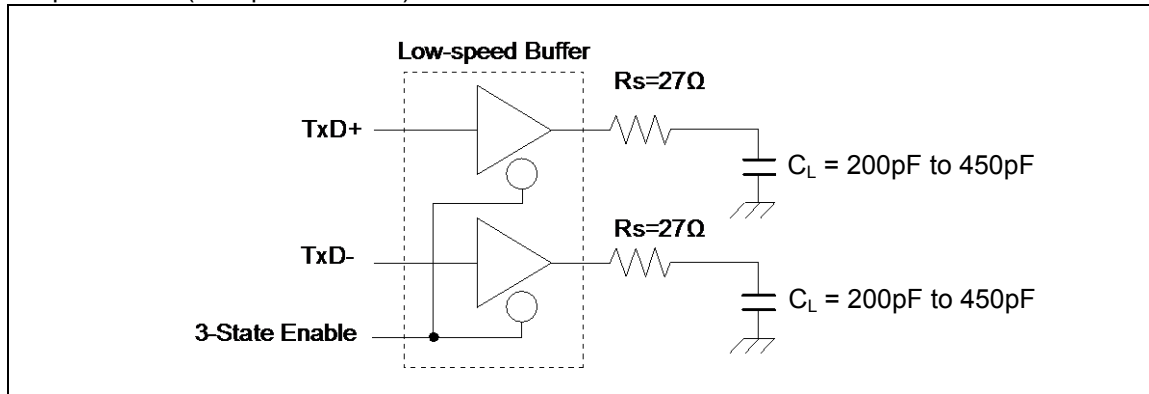 Low-speed Buffer
Rs=27Ω
TxD+
C_L = 200pF to 450pF
Rs=27Ω
TxD-
C_L = 200pF to 450pF
3-State Enable